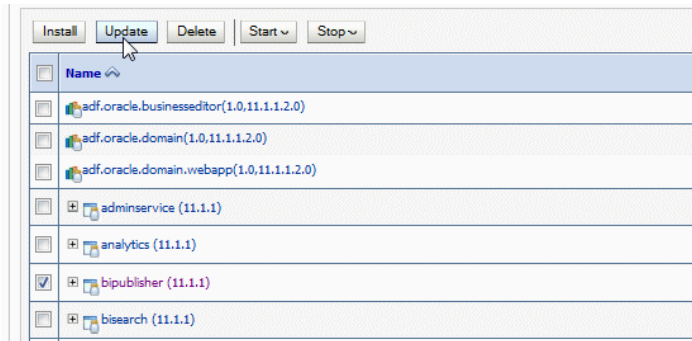 Install Update Delete Start Stop
Name
adf.oracle.businesseditor(1.0,11.1.1.2.0)
adf.oracle.domain(1.0,11.1.1.2.0)
adf.oracle.domain.webapp(1.0,11.1.1.2.0)
adminservice (11.1.1)
analytics (11.1.1)
bipublisher (11.1.1)
bisearch (11.1.1)